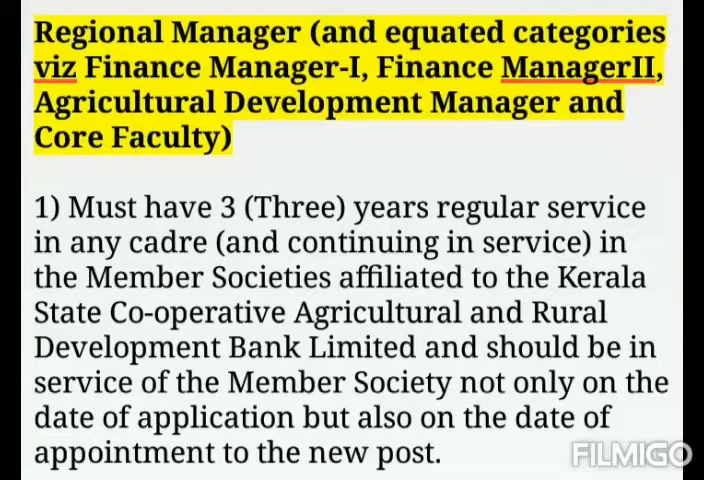 Regional Manager (and equated categories
viz Finance Manager-I, Finance ManagerII,
Agricultural Development Manager and
Core Faculty)
1) Must have 3 (Three) years regular service
in any cadre (and continuing in service) in
the Member Societies affiliated to the Kerala
State Co-operative Agricultural and Rural
Development Bank Limited and should be in
service of the Member Society not only on the
date of application but also on the date of
appointment to the new post.
FILMIGO